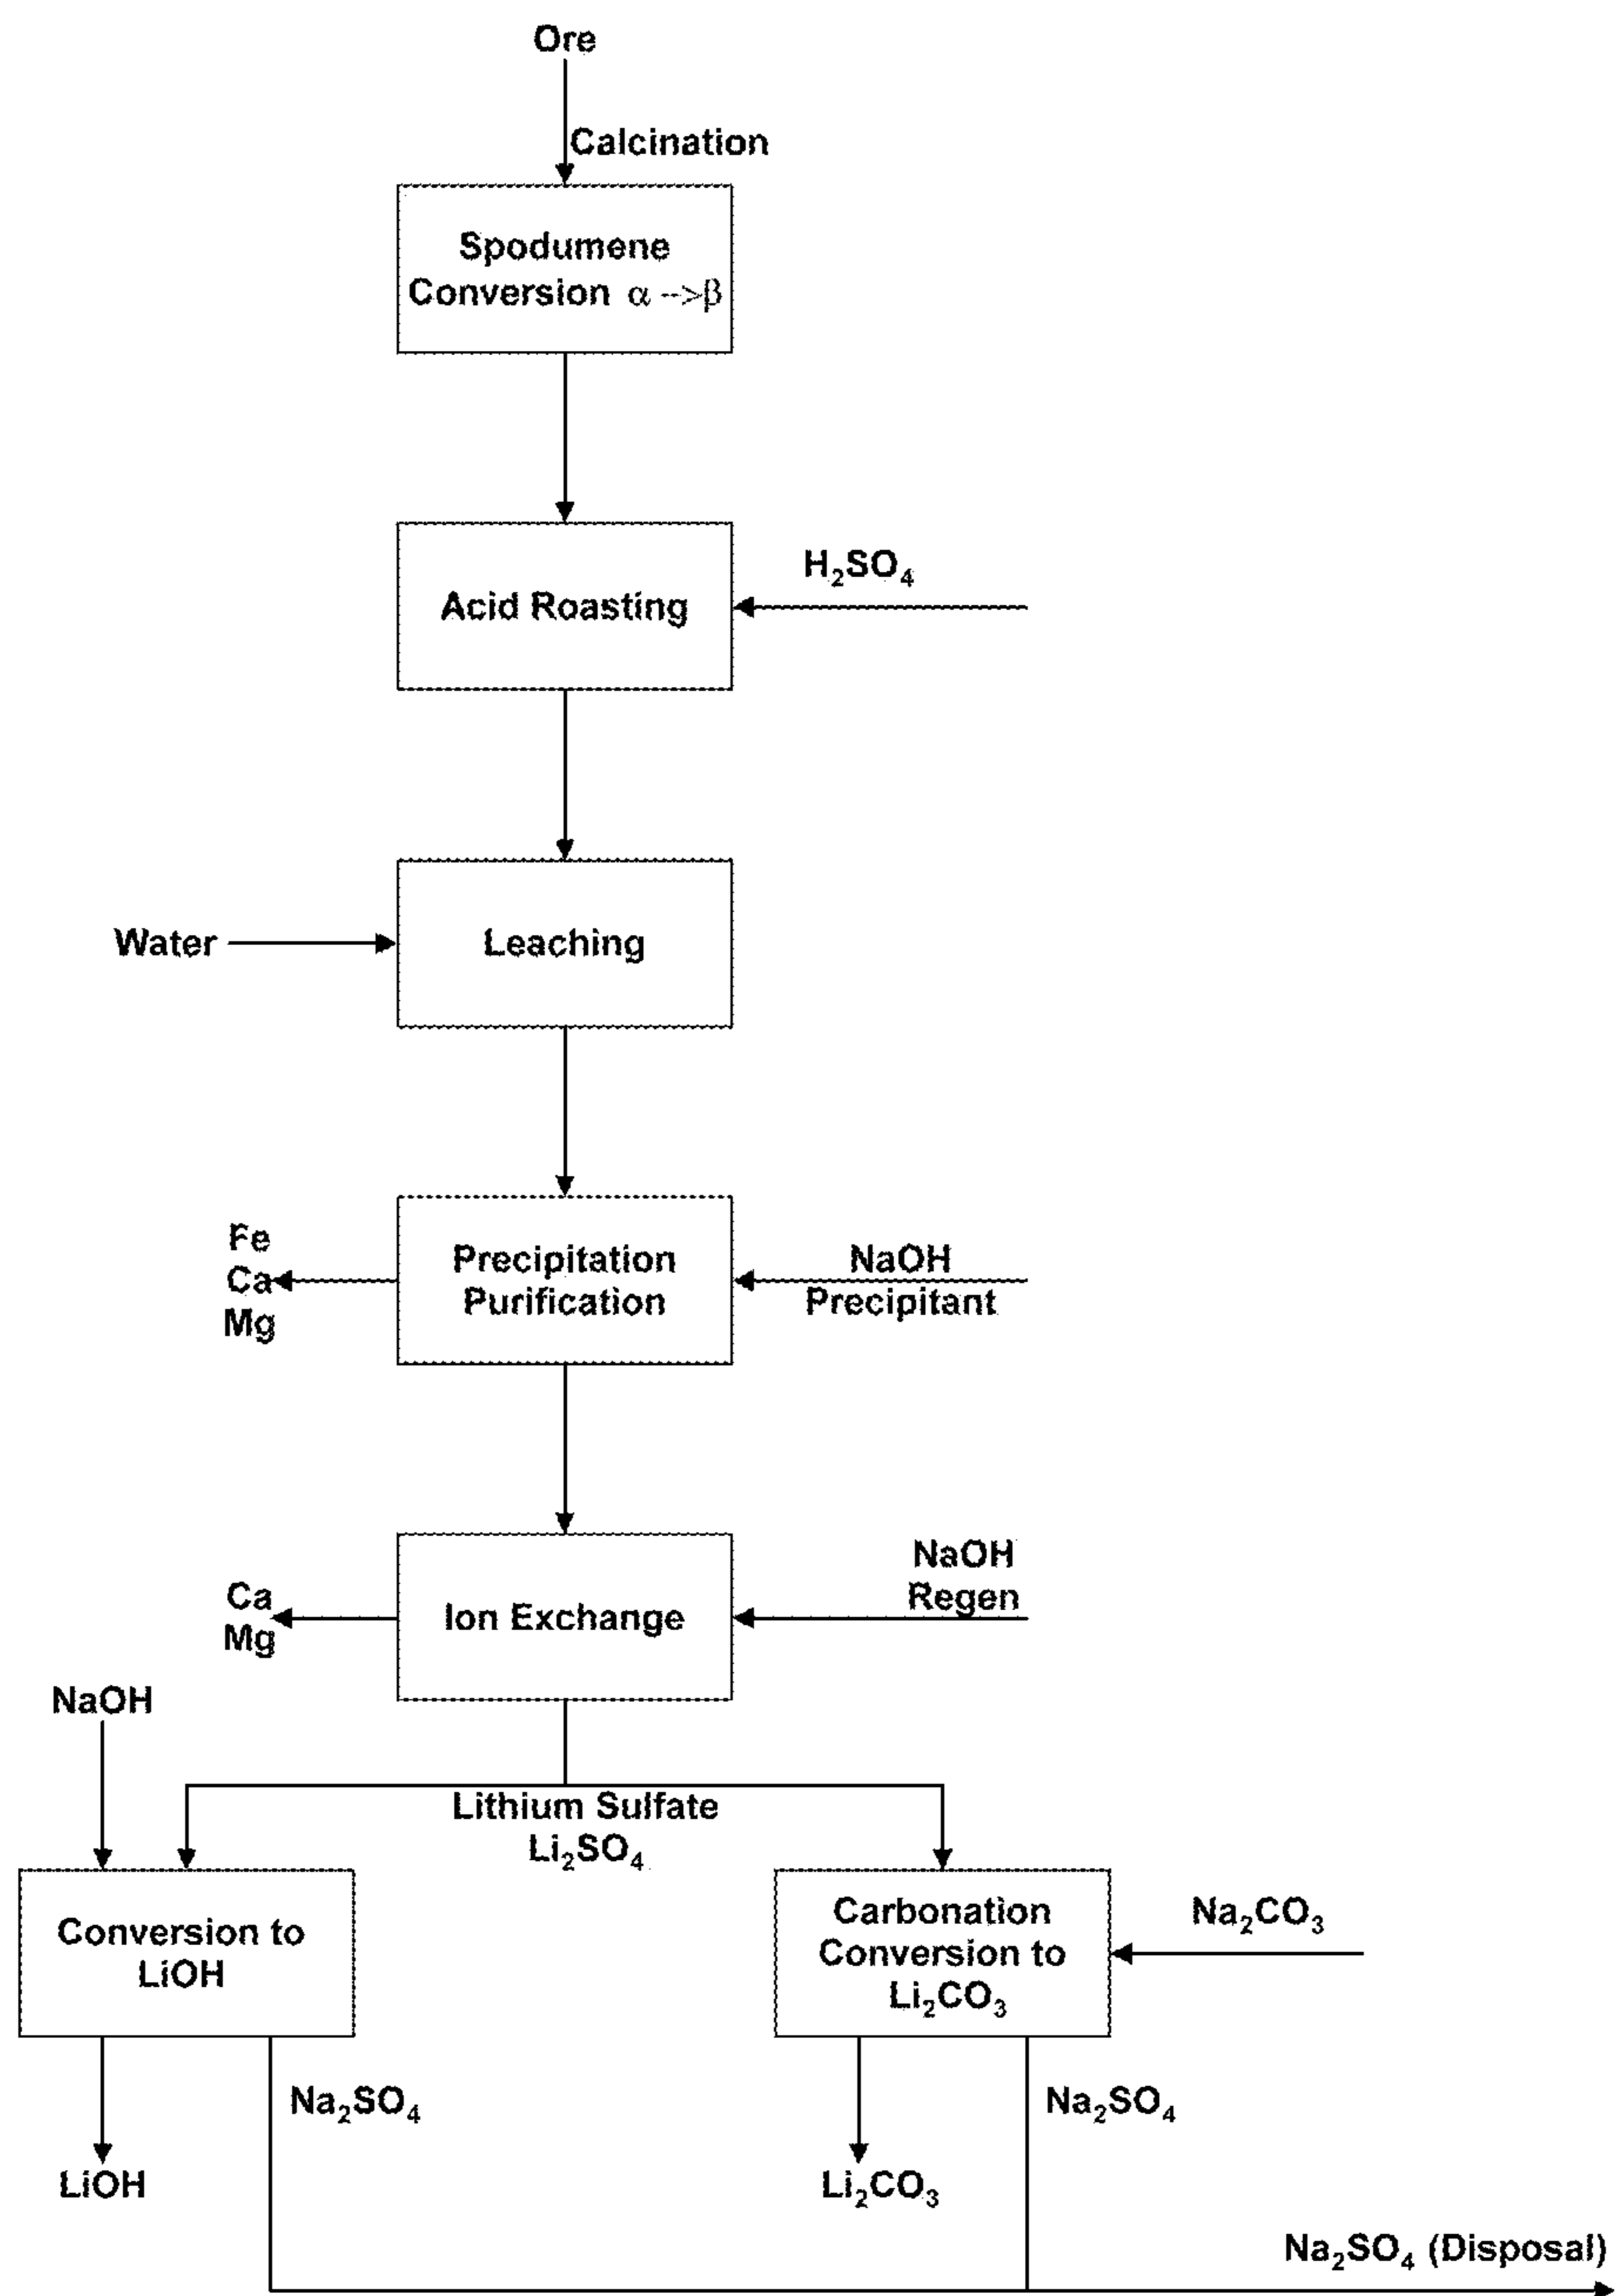 Ore
Calcination
Spodumene
Conversion α -->β
Acid Roasting
H₂SO₄
Water
Leaching
Fe
Ca
Mg
Precipitation
Purification
NaOH
Precipitant
Ca
Mg
Ion Exchange
NaOH
Regen
NaOH
Lithium Sulfate
Li₂SO₄
Conversion to
LiOH
Carbonation
Conversion to
Li₂CO₃
Na₂CO₃
Na₂SO₄
Na₂SO₄
LiOH
Li₂CO₃
Na₂SO₄ (Disposal)